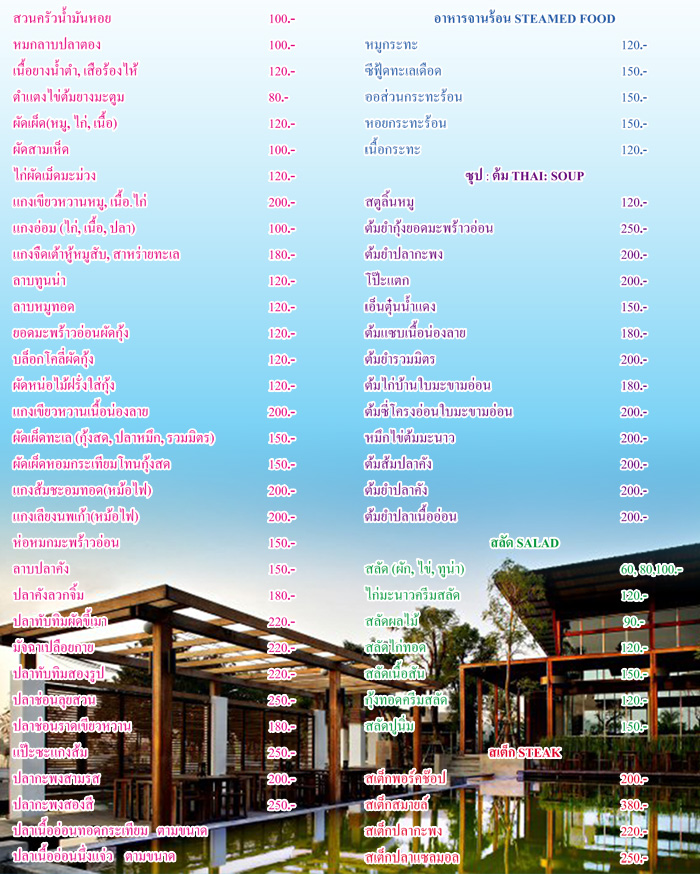 สวนครัวน้ำมันหอย 100.-
หมกลาบปลาตอง 100.-
เนื้อย่างน้ำตำ, เสือร้องไห้ 120.-
ตำแตงไข่ต้มยางมะตูม 80.-
ผัดเผ็ด(หมู, ไก่, เนื้อ) 120.-
ผัดสามเห็ด 100.-
ไก่ผัดเม็ดมะม่วง 120.-
แกงเขียวหวานหมู, เนื้อ.ไก่ 200.-
แกงอ่อม (ไก่, เนื้อ, ปลา) 100.-
แกงจืดเต้าหู้หมูสับ, สาหร่ายทะเล 180.-
ลาบทูนน่า 120.-
ลาบหมูทอด 120.-
ยอดมะพร้าวอ่อนผัดกุ้ง 120.-
บล็อกโคลี่ผัดกุ้ง 120.-
ผัดหน่อไม้ฝรั่งใส่กุ้ง 120.-
แกงเขียวหวานเนื้อน่องลาย 200.-
ผัดเผ็ดทะเล (กุ้งสด, ปลาหมึก, รวมมิตร) 150.-
ผัดเผ็ดหอมกระเทียมโทนกุ้งสด 150.-
แกงส้มชะอมทอด(หม้อไฟ) 200.-
แกงเลียงนพเก้า(หม้อไฟ) 200.-
ห่อหมกมะพร้าวอ่อน 150.-
ลาบปลาคัง 150.-
ปลาคังลวกจิ้ม 180.-
ปลาทับทิมผัดขี้เมา 220.-
มัจฉาเปลือยกาย 220.-
ปลาทับทิมสองรูป 220.-
ปลาช่อนลุยสวน 250.-
ปลาช่อนราดเขียวหวาน 180.-
แป๊ะซะแกงส้ม 250.-
ปลากะพงสามรส 200.-
ปลากะพงสองสี 250.-
ปลาเนื้ออ่อนทอดกระเทียม ตามขนาด
ปลาเนื้ออ่อนนึ่งแจ่ว ตามขนาด
อาหารจานร้อน STEAMED FOOD
หมูกระทะ 120.-
ซีฟู้ดทะเลเดือด 150.-
ออส่วนกระทะร้อน 150.-
หอยกระทะร้อน 150.-
เนื้อกระทะ 120.-
ซุป : ต้ม THAI: SOUP
สตูลิ้นหมู 120.-
ต้มยำกุ้งยอดมะพร้าวอ่อน 250.-
ต้มยำปลากะพง 200.-
โป๊ะแตก 200.-
เอ็นตุ๋นน้ำแดง 150.-
ต้มแซบเนื้อน่องลาย 180.-
ต้มยำรวมมิตร 200.-
ต้มไก่บ้านใบมะขามอ่อน 180.-
ต้มซี่โครงอ่อนใบมะขามอ่อน 200.-
หมึกไข่ต้มมะนาว 200.-
ต้มส้มปลาคัง 200.-
ต้มยำปลาคัง 200.-
ต้มยำปลาเนื้ออ่อน 200.-
สลัด SALAD
สลัด (ผัก, ไข่, ทูน่า) 60, 80,100.-
ไก่มะนาวครีมสลัด 120.-
สลัดผลไม้ 90.-
สลัดไก่ทอด 120.-
สลัดเนื้อสัน 150.-
กุ้งทอดครีมสลัด 120.-
สลัดปูนิ่ม 150.-
สเต็ก STEAK
สเต็กพอร์คช๊อป 200.-
สเต็กสมายล์ 380.-
สเต็กปลากะพง 220.-
สเต็กปลาแซลมอล 250.-